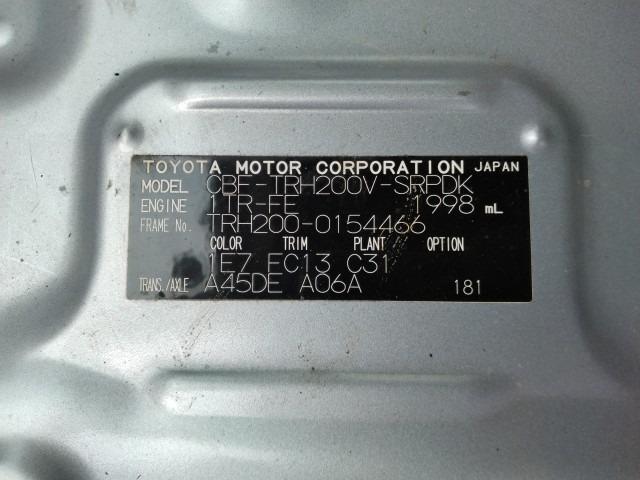 TOYOTA MOTOR CORPORATION JAPAN
MODEL CBF-TRH200V-SRPDK
ENGINE 1TR-FE 1998 mL
FRAME No. TRH200-0154466
COLOR TRIM PLANT OPTION
1E7 FC13 C31
TRANS./AXLE A45DE A06A 181